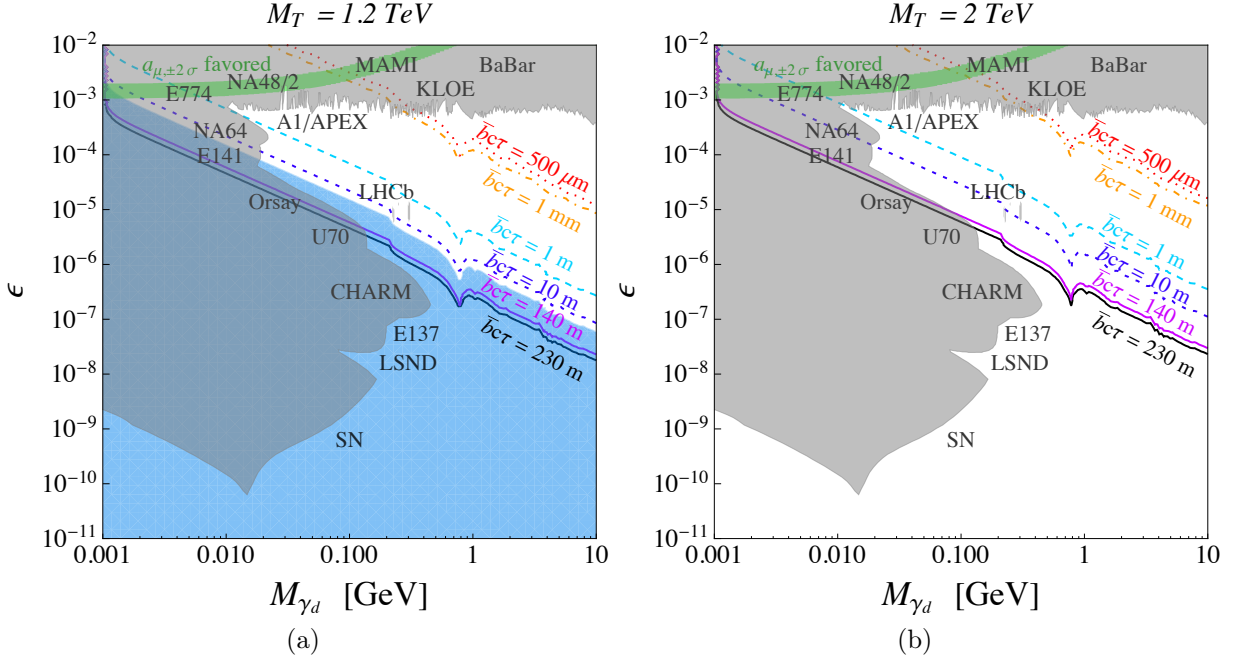 M_T = 1.2 TeV
10^-2
10^-3
10^-4
10^-5
10^-6
10^-7
10^-8
10^-9
10^-10
10^-11
ϵ
a_μ,±2σ favored
MAMI
BaBar
NA48/2
E774
KLOE
A1/APEX
NA64
E141
LHCb
Orsay
U70
CHARM
E137
LSND
SN
b̄cτ = 500 μm
b̄cτ = 1 mm
b̄cτ = 1 m
b̄cτ = 10 m
b̄cτ = 140 m
b̄cτ = 230 m
0.001 0.010 0.100 1 10
M_γd [GeV]
(a)
M_T = 2 TeV
10^-2
10^-3
10^-4
10^-5
10^-6
10^-7
10^-8
10^-9
10^-10
10^-11
ϵ
a_μ,±2σ favored
MAMI
BaBar
NA48/2
E774
KLOE
A1/APEX
NA64
E141
LHCb
Orsay
U70
CHARM
E137
LSND
SN
b̄cτ = 500 μm
b̄cτ = 1 mm
b̄cτ = 1 m
b̄cτ = 10 m
b̄cτ = 140 m
b̄cτ = 230 m
0.001 0.010 0.100 1 10
M_γd [GeV]
(b)